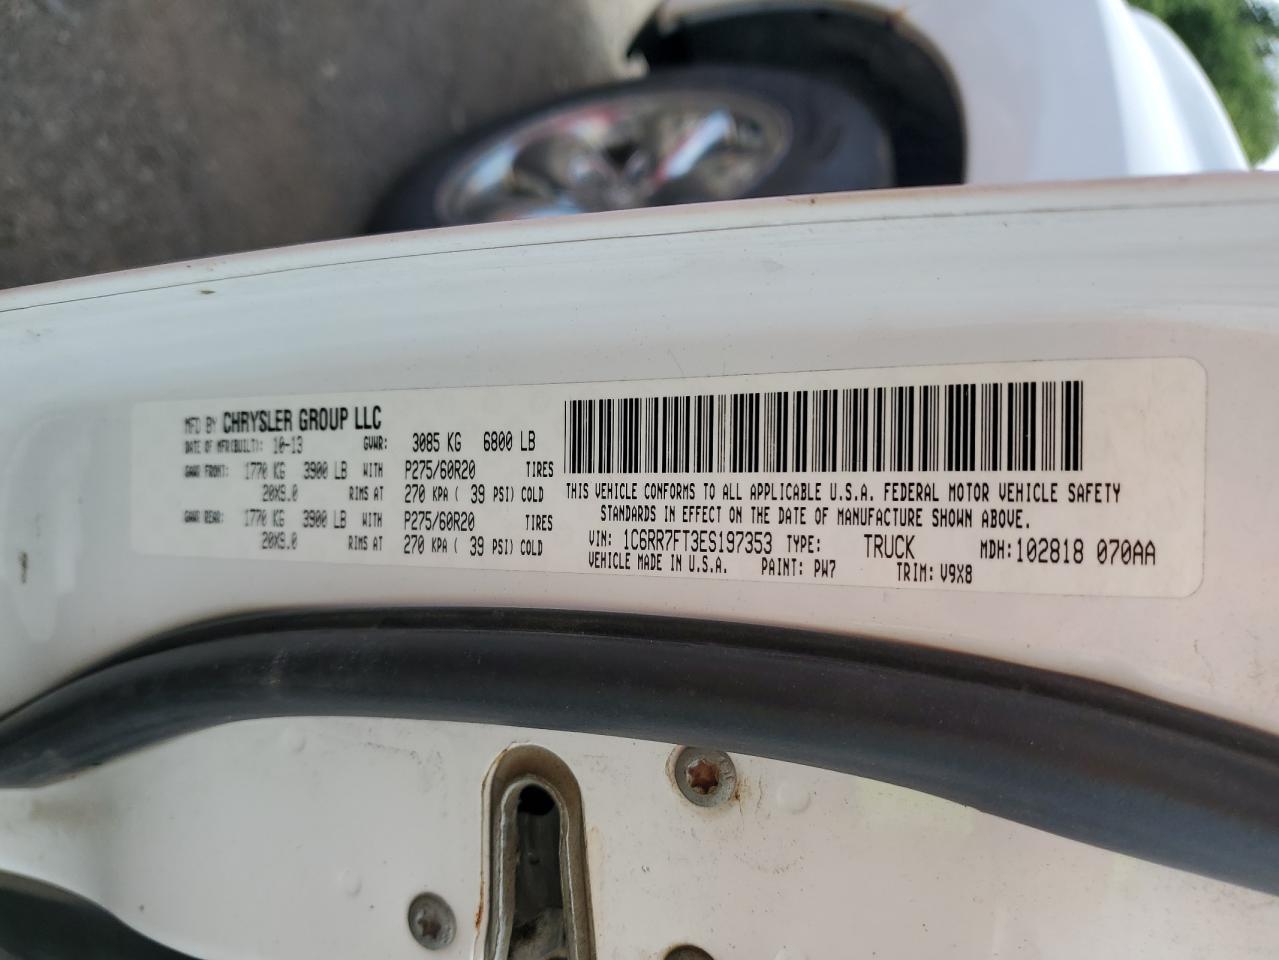 MFD BY CHRYSLER GROUP LLC
DATE OF MFR(BUILT): 10-13 GVWR: 3085 KG 6800 LB
GAWR FRONT: 1770 KG 3900 LB WITH P275/60R20 TIRES
20X9.0 RIMS AT 270 KPA ( 39 PSI) COLD
GAWR REAR: 1770 KG 3900 LB WITH P275/60R20 TIRES
20X9.0 RIMS AT 270 KPA ( 39 PSI) COLD
THIS VEHICLE CONFORMS TO ALL APPLICABLE U.S.A. FEDERAL MOTOR VEHICLE SAFETY
STANDARDS IN EFFECT ON THE DATE OF MANUFACTURE SHOWN ABOVE.
VIN: 1C6RR7FT3ES197353 TYPE: TRUCK MDH:102818 070AA
VEHICLE MADE IN U.S.A. PAINT: PW7 TRIM: V9X8